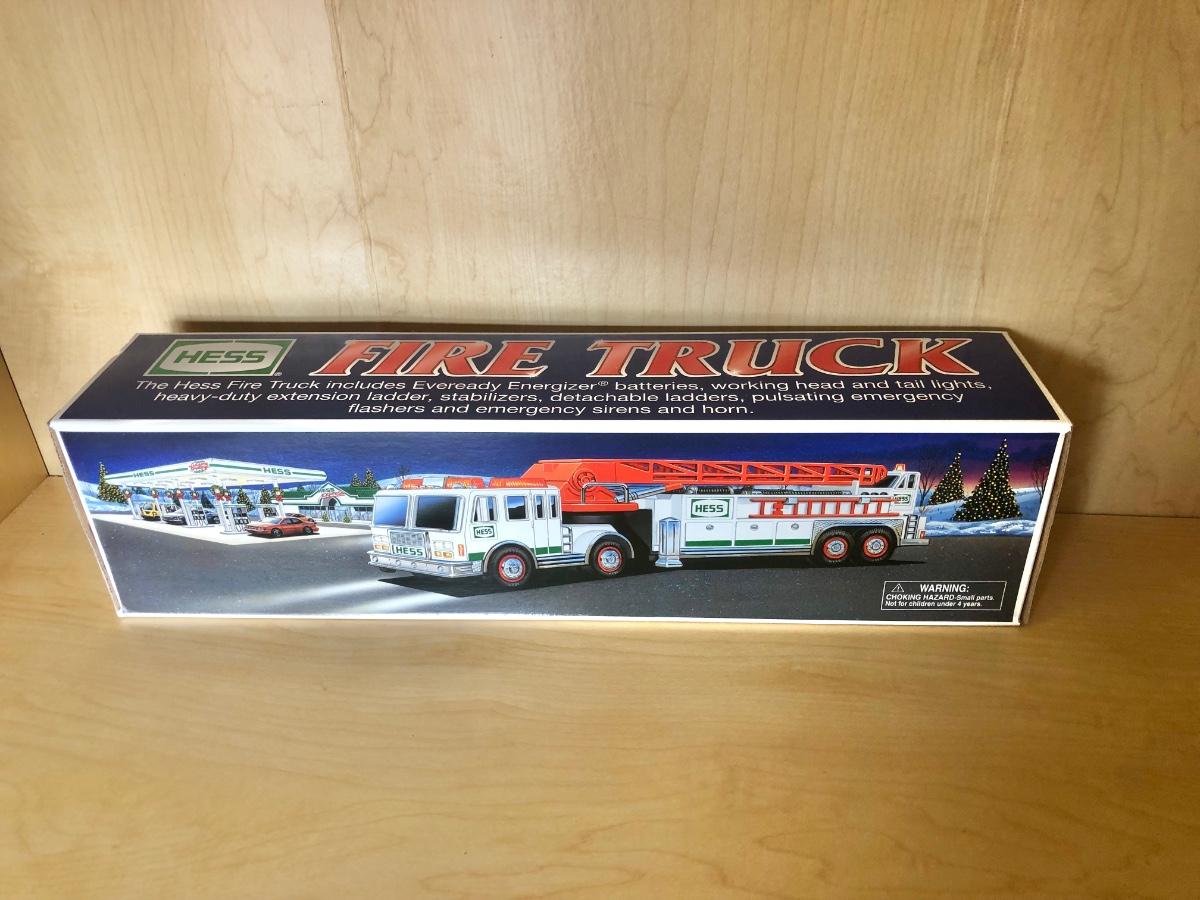 HESS® FIRE TRUCK
The Hess Fire Truck includes Eveready Energizer® batteries, working head and tail lights,
heavy-duty extension ladder, stabilizers, detachable ladders, pulsating emergency
flashers and emergency sirens and horn.
HESS
HESS
HESS
HESS
HESS
WARNING:
CHOKING HAZARD-Small parts.
Not for children under 4 years.